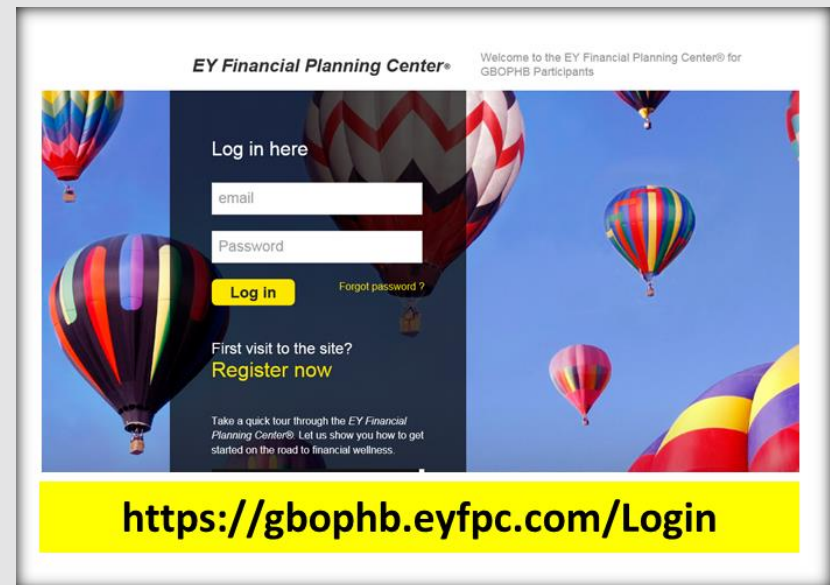 EY Financial Planning Center®
Welcome to the EY Financial Planning Center® for
GBOPHB Participants
Log in here
email
Password
Log in
Forgot password ?
First visit to the site?
Register now
Take a quick tour through the EY Financial
Planning Center®. Let us show you how to get
started on the road to financial wellness.
https://gbophb.eyfpc.com/Login